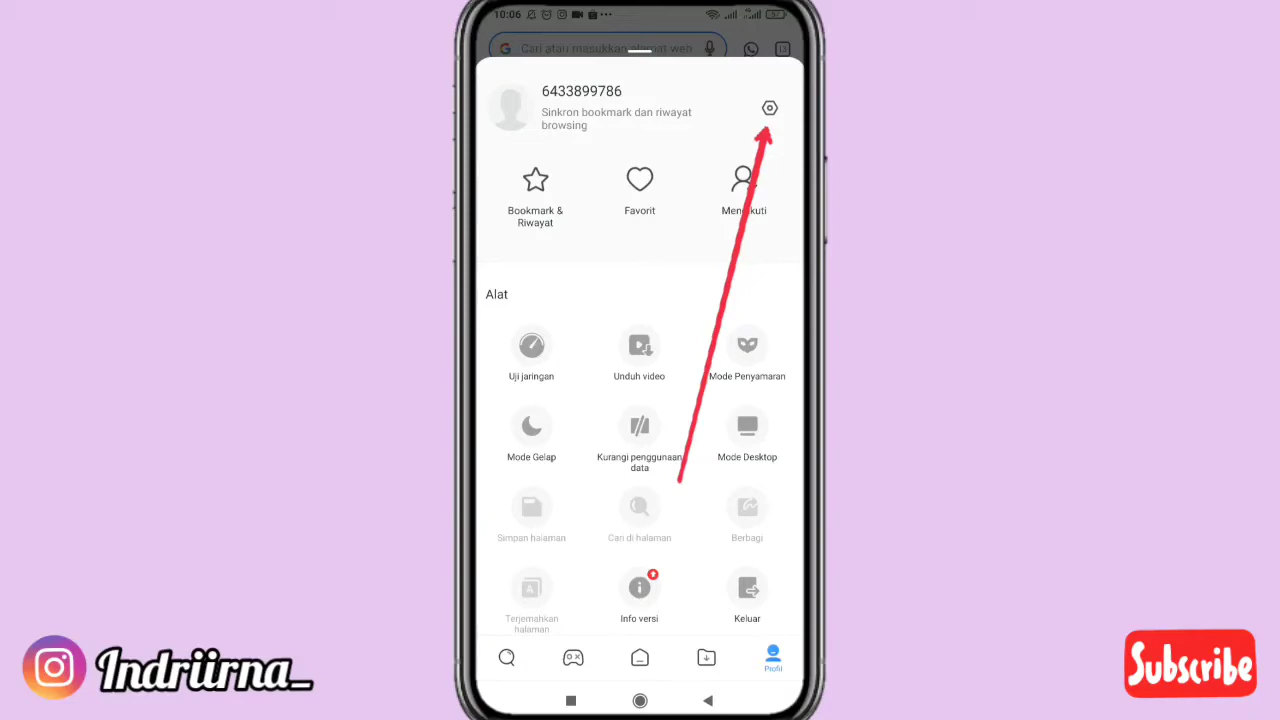 10:06
Cari atau masukkan alamat web
13
6433899786
Sinkron bookmark dan riwayat
browsing
Bookmark &
Riwayat
Favorit
Mengikuti
Alat
Uji jaringan
Unduh video
Mode Penyamaran
Mode Gelap
Kurangi penggunaan
data
Mode Desktop
Simpan halaman
Cari di halaman
Berbagi
Terjemahkan
halaman
Info versi
Keluar
Profil
Indriirna_
Subscribe